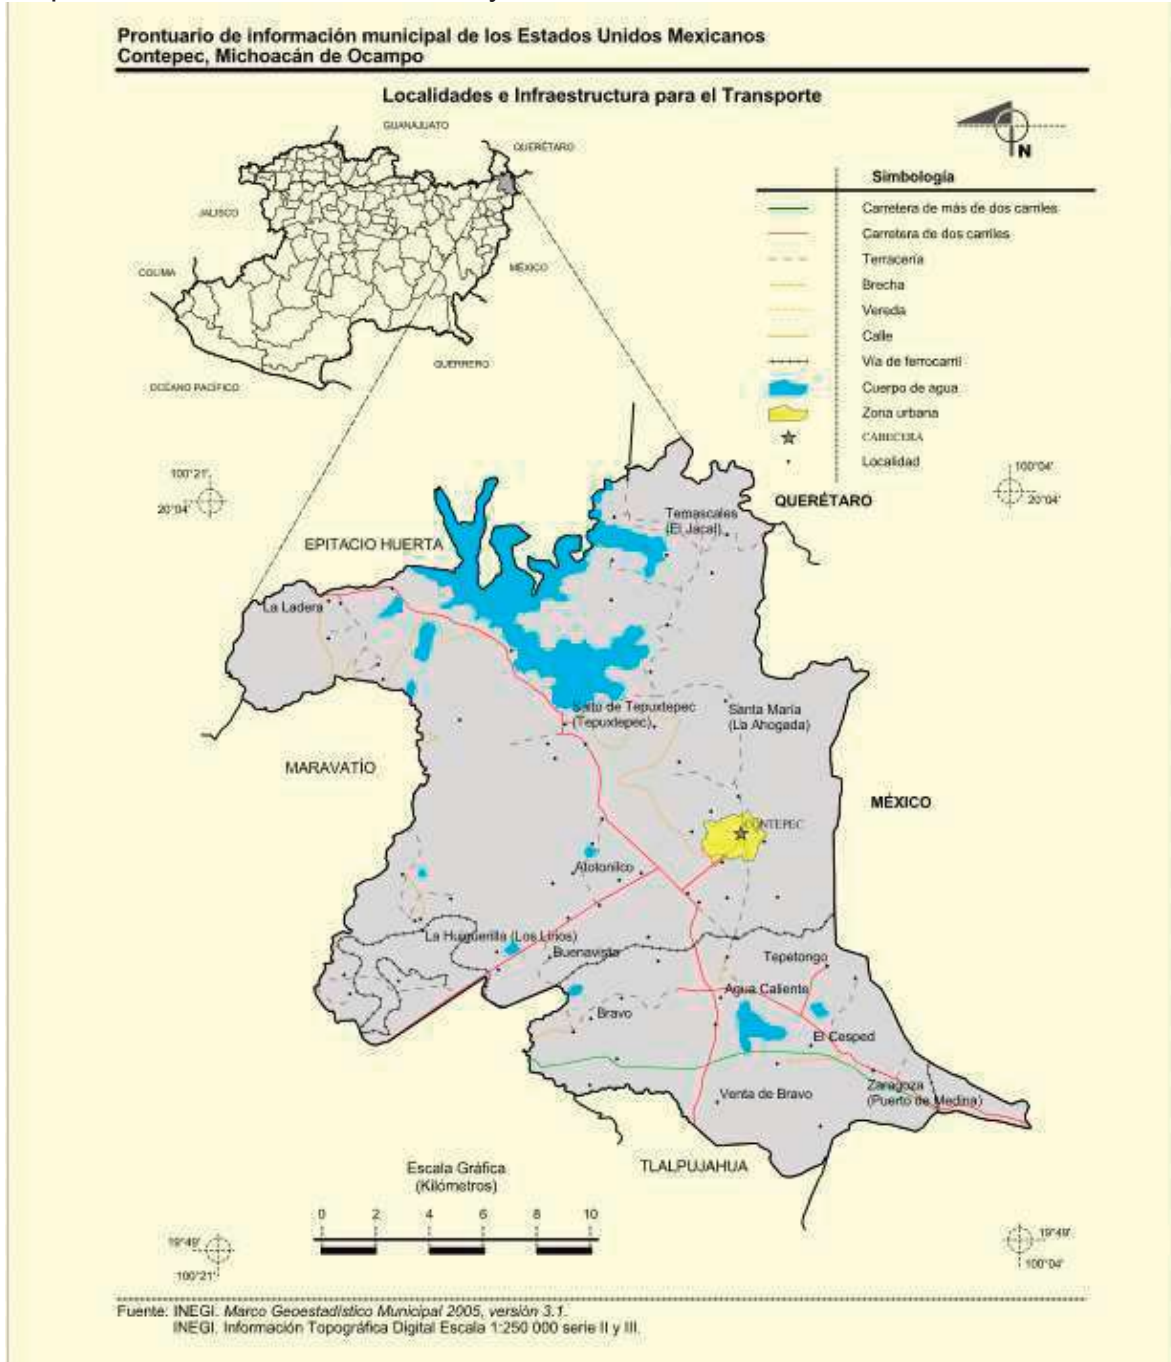 Prontuario de información municipal de los Estados Unidos Mexicanos
Contepec, Michoacán de Ocampo
Localidades e Infraestructura para el Transporte
GUANAJUATO
QUERÉTARO
JALISCO
COLIMA
MÉXICO
GUERRERO
OCÉANO PACÍFICO
N
Simbología
Carretera de más de dos carriles
Carretera de dos carriles
Terracería
Brecha
Vereda
Calle
Vía de ferrocarril
Cuerpo de agua
Zona urbana
CABECERA
Localidad
100°21'
20°04'
100°04'
20°04'
QUERÉTARO
Temascales
(El Jacal)
EPITACIO HUERTA
La Ladera
Salto de Tepuxtepec
(Tepuxtepec)
Santa María
(La Ahogada)
MARAVATÍO
MÉXICO
CONTEPEC
Atotonilco
La Huguerilla (Los Lirios)
Buenavista
Tepetongo
Agua Caliente
Bravo
El Cesped
Zaragoza
(Puerto de Medina)
Venta de Bravo
TLALPUJAHUA
Escala Gráfica
(Kilómetros)
0 2 4 6 8 10
19°49'
100°21'
19°49'
100°04'
Fuente: INEGI. Marco Geoestadístico Municipal 2005, versión 3.1.
INEGI. Información Topográfica Digital Escala 1:250 000 serie II y III.